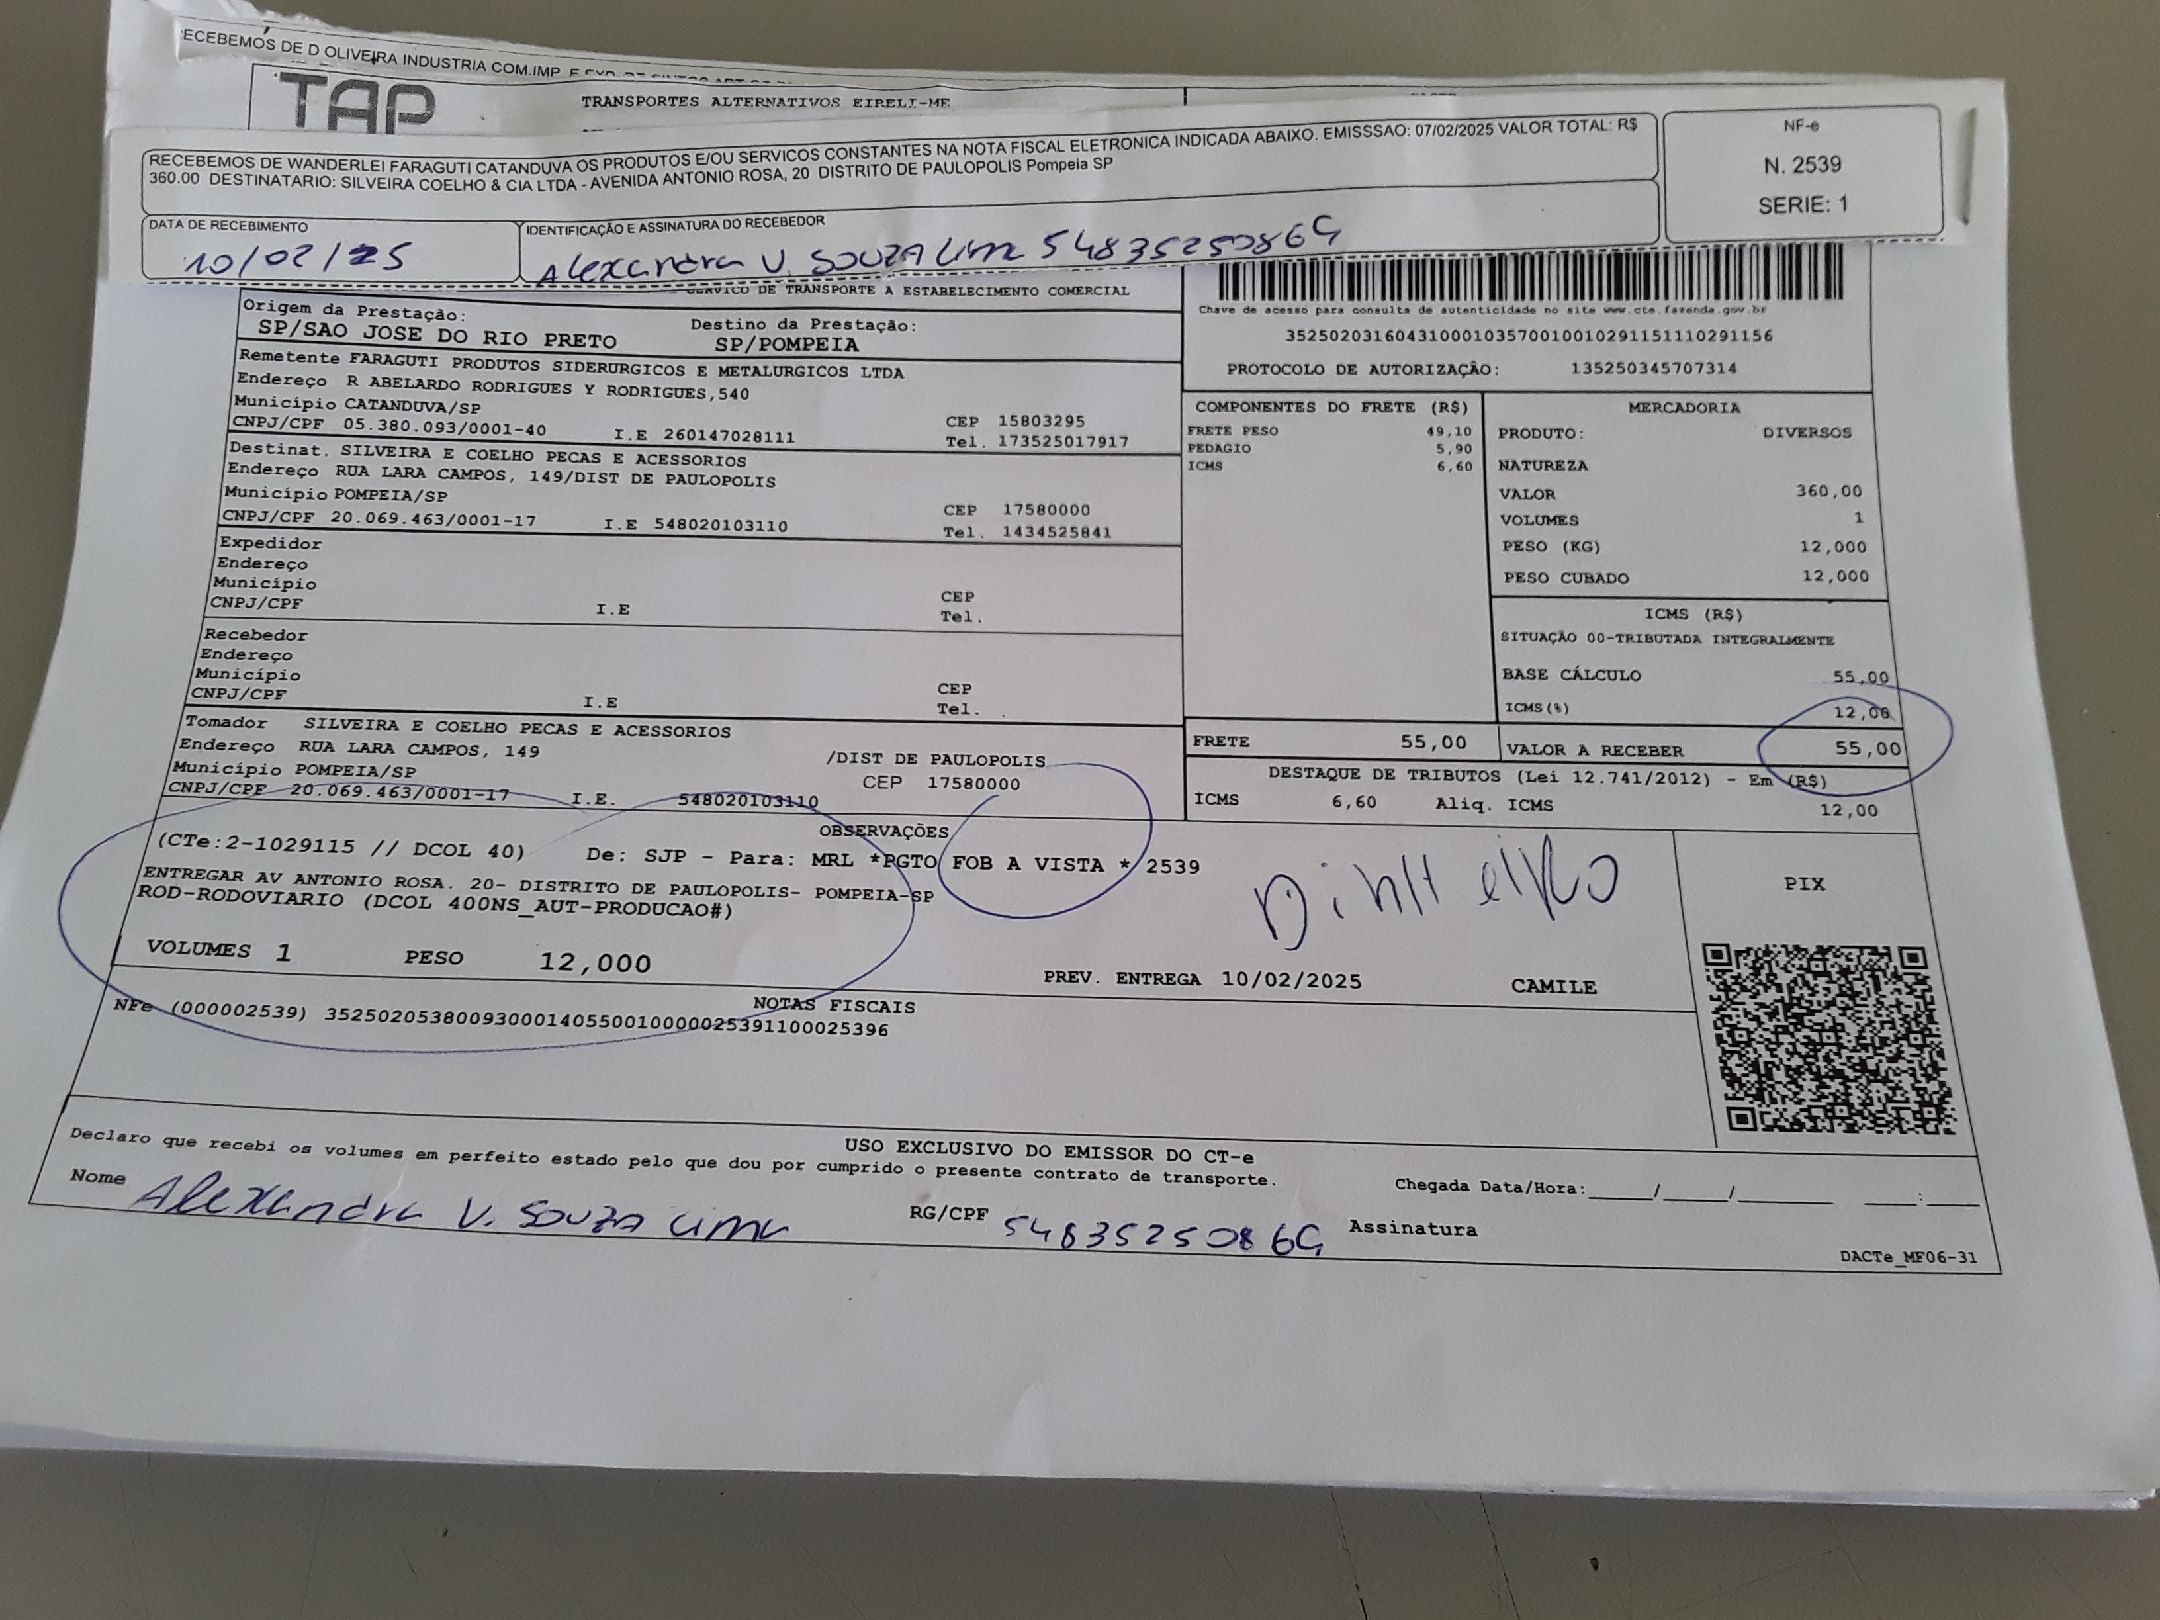 ECEBEMOS DE D OLIVEIRA INDUSTRIA COM.IMP
TAP
TRANSPORTES ALTERNATIVOS EIRELI-ME
RECEBEMOS DE WANDERLEI FARAGUTI CATANDUVA OS PRODUTOS E/OU SERVICOS CONSTANTES NA NOTA FISCAL ELETRONICA INDICADA ABAIXO. EMISSSAO: 07/02/2025 VALOR TOTAL: R$
360.00 DESTINATARIO: SILVEIRA COELHO & CIA LTDA - AVENIDA ANTONIO ROSA, 20 DISTRITO DE PAULOPOLIS Pompeia SP
NF-e
N. 2539
SERIE: 1
DATA DE RECEBIMENTO
10/02/25
IDENTIFICAÇÃO E ASSINATURA DO RECEBEDOR
Alexandra V. Souza Lima 54835250864
SERVICO DE TRANSPORTE A ESTABELECIMENTO COMERCIAL
Origem da Prestação:
SP/SAO JOSE DO RIO PRETO
Destino da Prestação:
SP/POMPEIA
Remetente FARAGUTI PRODUTOS SIDERURGICOS E METALURGICOS LTDA
Endereço R ABELARDO RODRIGUES Y RODRIGUES,540
Município CATANDUVA/SP CEP 15803295
CNPJ/CPF 05.380.093/0001-40 I.E 260147028111 Tel. 173525017917
Destinat. SILVEIRA E COELHO PECAS E ACESSORIOS
Endereço RUA LARA CAMPOS, 149/DIST DE PAULOPOLIS
Município POMPEIA/SP CEP 17580000
CNPJ/CPF 20.069.463/0001-17 I.E 548020103110 Tel. 1434525841
Expedidor
Endereço
Município CEP
CNPJ/CPF I.E Tel.
Recebedor
Endereço
Município CEP
CNPJ/CPF I.E Tel.
Tomador SILVEIRA E COELHO PECAS E ACESSORIOS
Endereço RUA LARA CAMPOS, 149 /DIST DE PAULOPOLIS
Município POMPEIA/SP CEP 17580000
CNPJ/CPF 20.069.463/0001-17 I.E. 548020103110
Chave de acesso para consulta de autenticidade no site www.cte.fazenda.gov.br
35250203160431000103570010010291151110291156
PROTOCOLO DE AUTORIZAÇÃO: 135250345707314
COMPONENTES DO FRETE (R$)
FRETE PESO 49,10
PEDAGIO 5,90
ICMS 6,60
MERCADORIA
PRODUTO: DIVERSOS
NATUREZA
VALOR 360,00
VOLUMES 1
PESO (KG) 12,000
PESO CUBADO 12,000
ICMS (R$)
SITUAÇÃO 00-TRIBUTADA INTEGRALMENTE
BASE CÁLCULO 55,00
ICMS(%) 12,00
FRETE 55,00
VALOR A RECEBER 55,00
DESTAQUE DE TRIBUTOS (Lei 12.741/2012) - Em (R$)
ICMS 6,60 Aliq. ICMS 12,00
OBSERVAÇÕES
(CTe:2-1029115 // DCOL 40) De: SJP - Para: MRL *PGTO FOB A VISTA * 2539
ENTREGAR AV ANTONIO ROSA. 20- DISTRITO DE PAULOPOLIS- POMPEIA-SP
ROD-RODOVIARIO (DCOL 400NS_AUT-PRODUCAO#)
VOLUMES 1 PESO 12,000
PREV. ENTREGA 10/02/2025 CAMILE
PIX
NOTAS FISCAIS
NFe (000002539) 35250205380093000140550010000025391100025396
USO EXCLUSIVO DO EMISSOR DO CT-e
Declaro que recebi os volumes em perfeito estado pelo que dou por cumprido o presente contrato de transporte.
Chegada Data/Hora:____/____/______ ___:___
Nome Alexandra V. Souza Lima RG/CPF 54835250864 Assinatura
DACTe_MF06-31